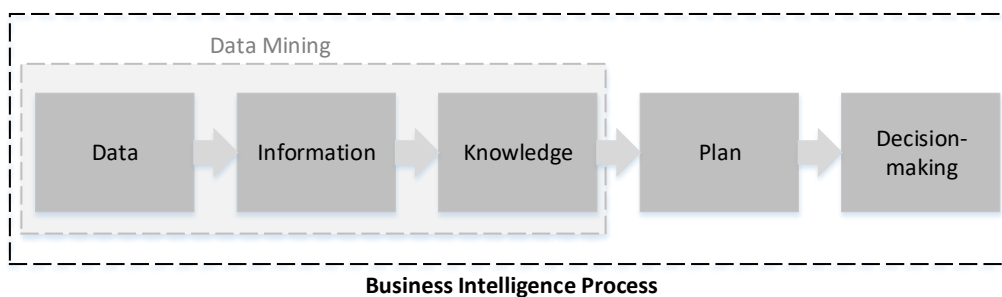 Data Mining
Data
Information
Knowledge
Plan
Decision-
making
Business Intelligence Process